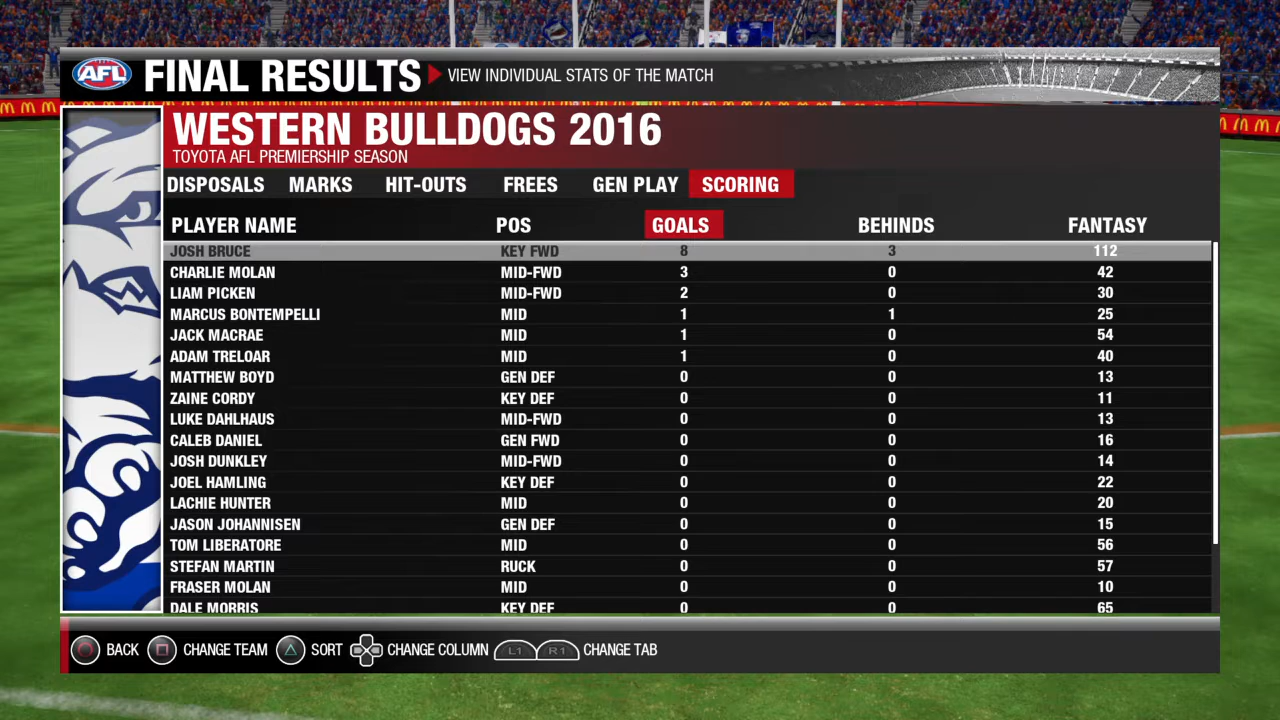 AFL FINAL RESULTS VIEW INDIVIDUAL STATS OF THE MATCH
WESTERN BULLDOGS 2016
TOYOTA AFL PREMIERSHIP SEASON
DISPOSALS MARKS HIT-OUTS FREES GEN PLAY SCORING
PLAYER NAME POS GOALS BEHINDS FANTASY
JOSH BRUCE KEY FWD 8 3 112
CHARLIE MOLAN MID-FWD 3 0 42
LIAM PICKEN MID-FWD 2 0 30
MARCUS BONTEMPELLI MID 1 1 25
JACK MACRAE MID 1 0 54
ADAM TRELOAR MID 1 0 40
MATTHEW BOYD GEN DEF 0 0 13
ZAINE CORDY KEY DEF 0 0 11
LUKE DAHLHAUS MID-FWD 0 0 13
CALEB DANIEL GEN FWD 0 0 16
JOSH DUNKLEY MID-FWD 0 0 14
JOEL HAMLING KEY DEF 0 0 22
LACHIE HUNTER MID 0 0 20
JASON JOHANNISEN GEN DEF 0 0 15
TOM LIBERATORE MID 0 0 56
STEFAN MARTIN RUCK 0 0 57
FRASER MOLAN MID 0 0 10
DALE MORRIS KEY DEF 0 0 65
BACK CHANGE TEAM SORT CHANGE COLUMN L1 R1 CHANGE TAB